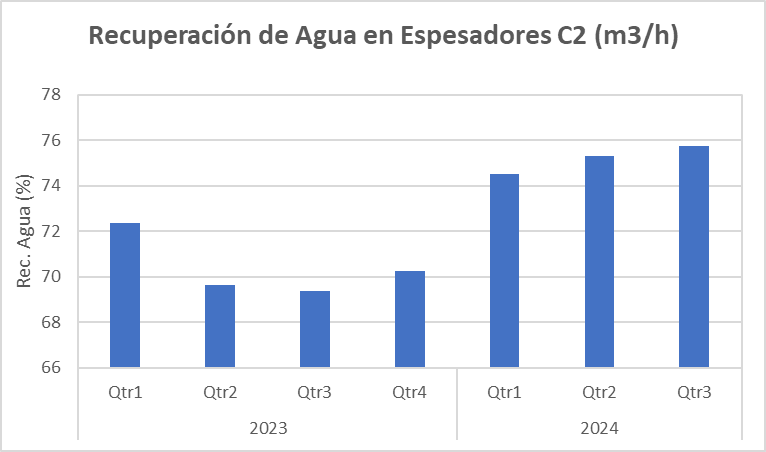 Recuperación de Agua en Espesadores C2 (m3/h)
Rec. Agua (%)
78
76
74
72
70
68
66
Qtr1 Qtr2 Qtr3 Qtr4 Qtr1 Qtr2 Qtr3
2023 2024